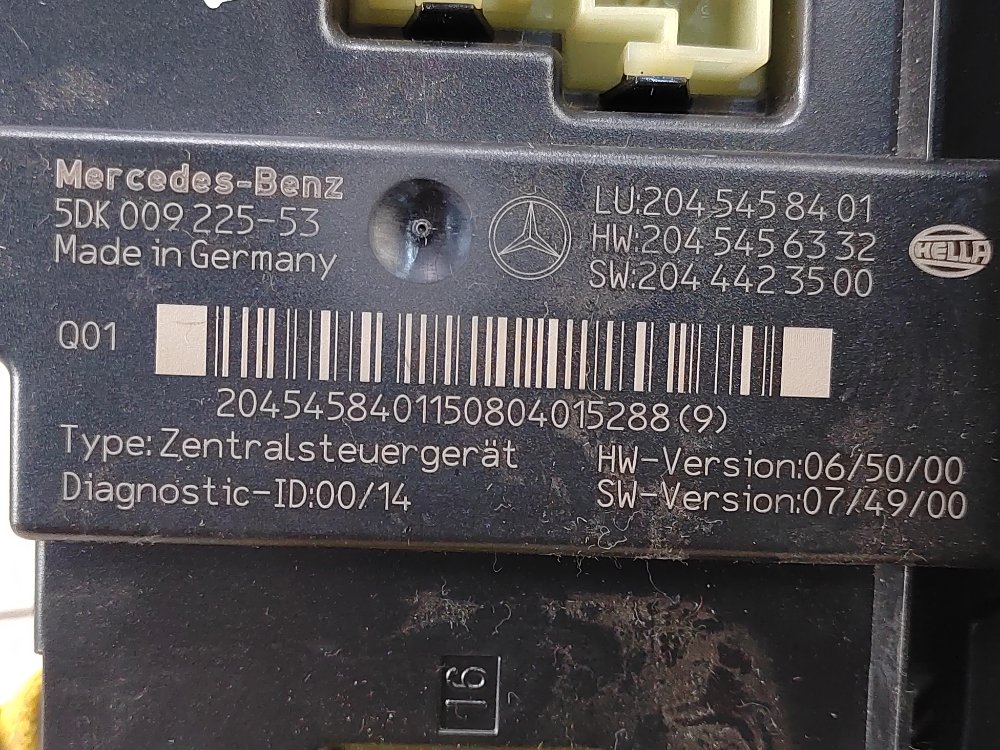 Mercedes-Benz
5DK 009 225-53
Made in Germany
LU:204 545 84 01
HW:204 545 63 32
SW:204 442 35 00
HELLA
Q01
204545840115080401 5288(9)
Type: Zentralsteuergerät
Diagnostic-ID:00/14
HW-Version:06/50/00
SW-Version:07/49/00
16